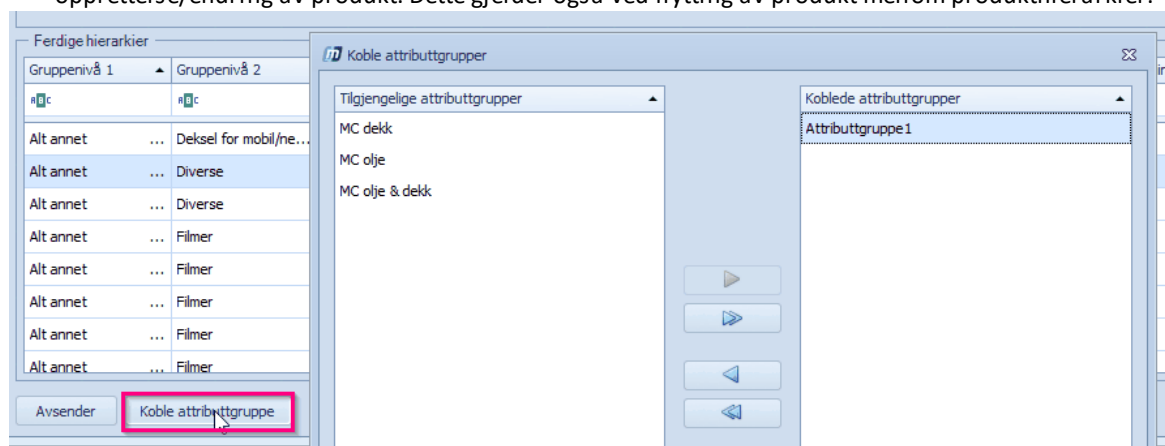 opprettelse/endring av produkt. Dette gjelder også ved flytting av produkt mellom produkthierarkier.
Ferdige hierarkier
Gruppenivå 1 Gruppenivå 2
Alt annet ... Deksel for mobil/ne...
Alt annet ... Diverse
Alt annet ... Diverse
Alt annet ... Filmer
Alt annet ... Filmer
Alt annet ... Filmer
Alt annet ... Filmer
Alt annet ... Filmer
Avsender Koble attributtgruppe
Koble attributtgrupper
Tilgjengelige attributtgrupper
MC dekk
MC olje
MC olje & dekk
Koblede attributtgrupper
Attributtgruppe1